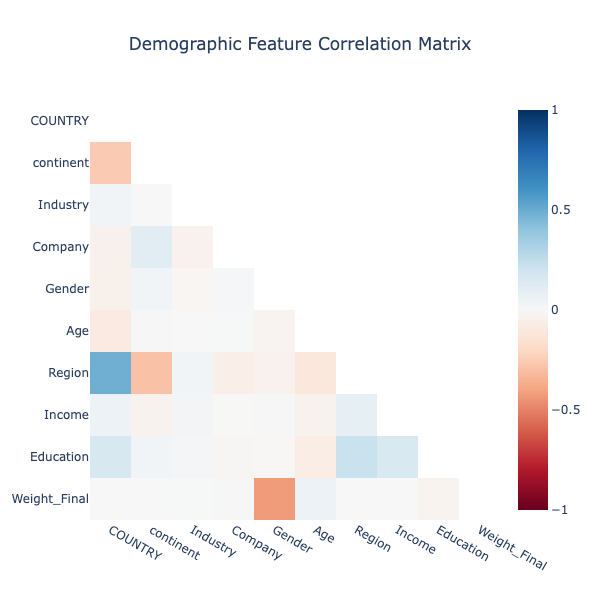 Demographic Feature Correlation Matrix
COUNTRY
continent
Industry
Company
Gender
Age
Region
Income
Education
Weight_Final
COUNTRY
continent
Industry
Company
Gender
Age
Region
Income
Education
Weight_Final
1
0.5
0
−0.5
−1